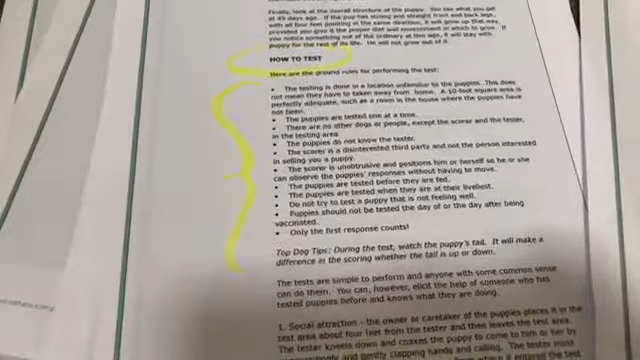 Finally, look at the overall structure of the puppy. You see what you get
at 49 days age. If the pup has strong and straight front and back legs,
with all four feet pointing in the same direction, it will grow up that way,
provided you give it the proper diet and environment in which to grow. If
you notice something out of the ordinary at this age, it will stay with
puppy for the rest of its life. He will not grow out of it.
HOW TO TEST
Here are the ground rules for performing the test:
• The testing is done in a location unfamiliar to the puppies. This does
not mean they have to taken away from home. A 10-foot square area is
perfectly adequate, such as a room in the house where the puppies have
not been.
• The puppies are tested one at a time.
• There are no other dogs or people, except the scorer and the tester,
in the testing area
• The puppies do not know the tester.
• The scorer is a disinterested third party and not the person interested
in selling you a puppy.
• The scorer is unobtrusive and positions him or herself so he or she
can observe the puppies' responses without having to move.
• The puppies are tested before they are fed.
• The puppies are tested when they are at their liveliest.
• Do not try to test a puppy that is not feeling well.
• Puppies should not be tested the day of or the day after being
vaccinated.
• Only the first response counts!
Top Dog Tips: During the test, watch the puppy's tail. It will make a
difference in the scoring whether the tail is up or down.
The tests are simple to perform and anyone with some common sense
can do them. You can, however, elicit the help of someone who has
tested puppies before and knows what they are doing.
1. Social attraction - the owner or caretaker of the puppies places it in the
test area about four feet from the tester and then leaves the test area.
The tester kneels down and coaxes the puppy to come to him or her by
and gently clapping hands and calling. The tester must